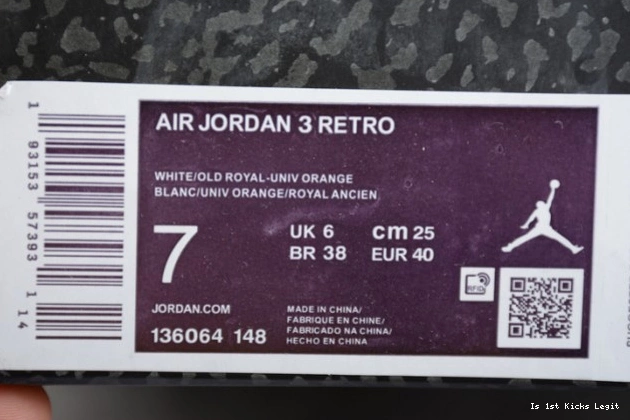 AIR JORDAN 3 RETRO
WHITE/OLD ROYAL-UNIV ORANGE
BLANC/UNIV ORANGE/ROYAL ANCIEN
7
UK 6
cm 25
BR 38
EUR 40
RFID
JORDAN.COM
136064 148
MADE IN CHINA/
FABRIQUE EN CHINE/
FABRICADO NA CHINA/
HECHO EN CHINA
1 93153 57393 1 14
Is 1st Kicks Legit